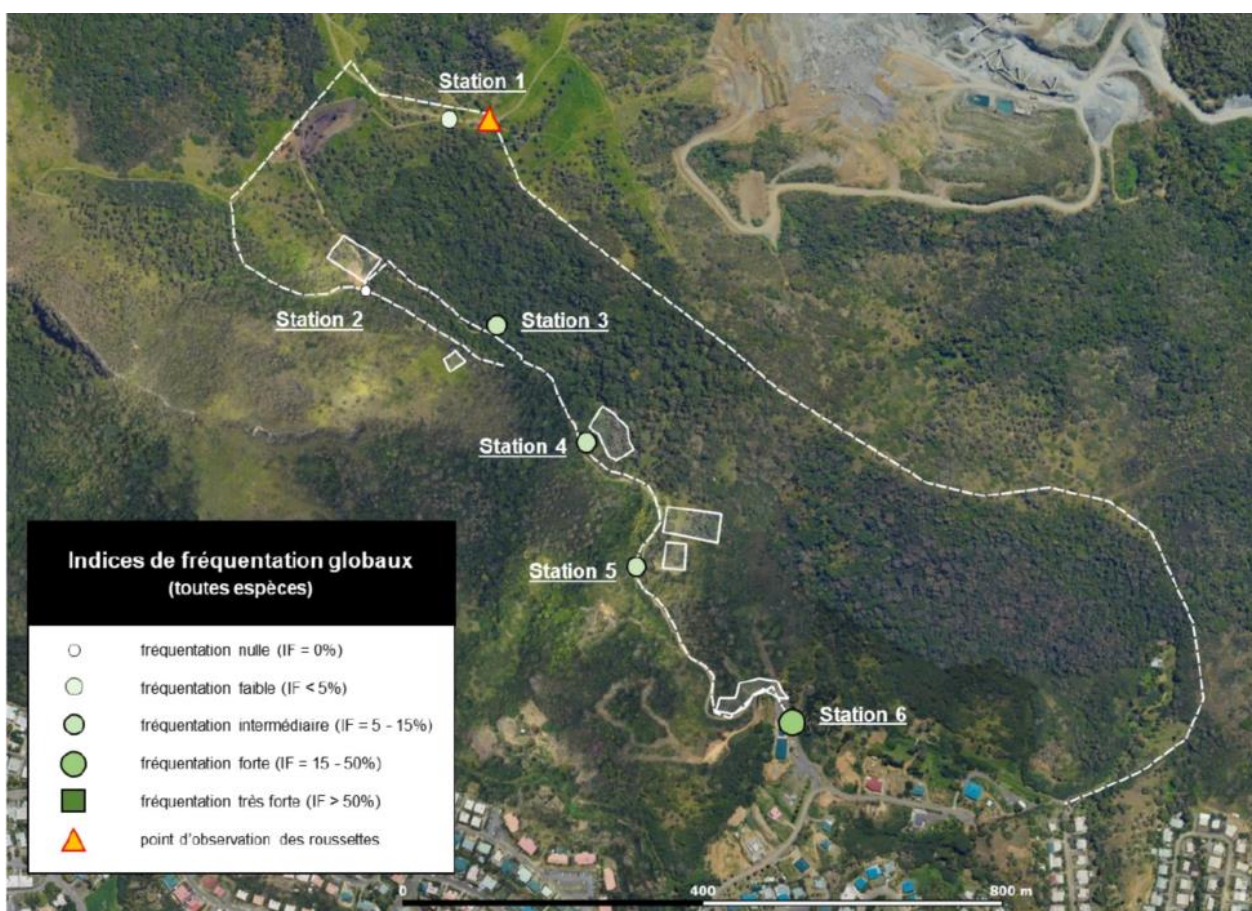 Station 1
Station 2
Station 3
Station 4
Station 5
Station 6
Indices de fréquentation globaux
(toutes espèces)
fréquentation nulle (IF = 0%)
fréquentation faible (IF < 5%)
fréquentation intermédiaire (IF = 5 - 15%)
fréquentation forte (IF = 15 - 50%)
fréquentation très forte (IF > 50%)
point d'observation des roussettes
0 400 800 m